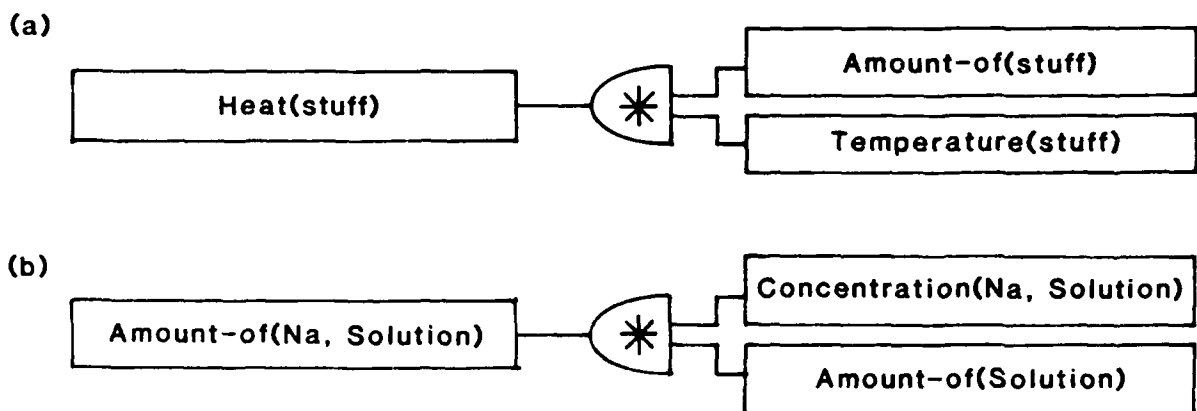 (a)
Amount-of(stuff)
Heat(stuff)
*
Temperature(stuff)
(b)
Concentration(Na, Solution)
Amount-of(Na, Solution)
*
Amount-of(Solution)